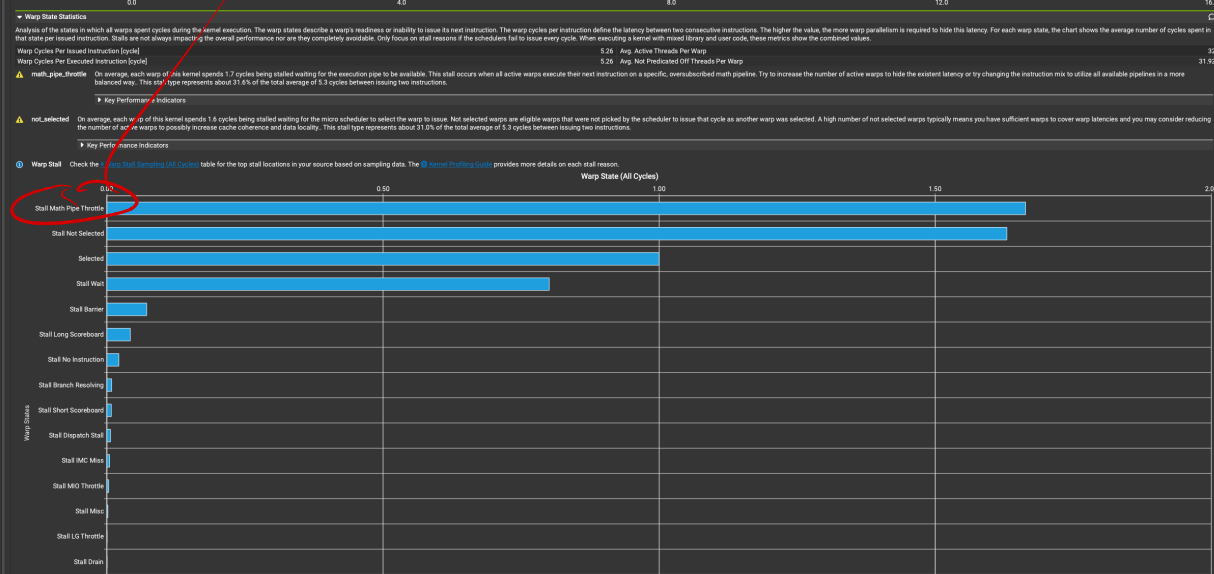 0.0 4.0 8.0 12.0 16.
Warp State Statistics
Analysis of the states in which all warps spent cycles during the kernel execution. The warp states describe a warp's readiness or inability to issue its next instruction. The warp cycles per instruction define the latency between two consecutive instructions. The higher the value, the more warp parallelism is required to hide this latency. For each warp state, the chart shows the average number of cycles spent in
that state per issued instruction. Stalls are not always impacting the overall performance nor are they completely avoidable. Only focus on stall reasons if the schedulers fail to issue every cycle. When executing a kernel with mixed library and user code, these metrics show the combined values.
Warp Cycles Per Issued Instruction [cycle] 5.26 Avg. Active Threads Per Warp 32
Warp Cycles Per Executed Instruction [cycle] 5.26 Avg. Not Predicated Off Threads Per Warp 31.92
math_pipe_throttle On average, each warp of this kernel spends 1.7 cycles being stalled waiting for the execution pipe to be available. This stall occurs when all active warps execute their next instruction on a specific, oversubscribed math pipeline. Try to increase the number of active warps to hide the existent latency or try changing the instruction mix to utilize all available pipelines in a more
balanced way.. This stall type represents about 31.6% of the total average of 5.3 cycles between issuing two instructions.
Key Performance Indicators
not_selected On average, each warp of this kernel spends 1.6 cycles being stalled waiting for the micro scheduler to select the warp to issue. Not selected warps are eligible warps that were not picked by the scheduler to issue that cycle as another warp was selected. A high number of not selected warps typically means you have sufficient warps to cover warp latencies and you may consider reducing
the number of active warps to possibly increase cache coherence and data locality.. This stall type represents about 31.0% of the total average of 5.3 cycles between issuing two instructions.
Key Performance Indicators
Warp Stall Check the Warp Stall Sampling (All Cycles) table for the top stall locations in your source based on sampling data. The Kernel Profiling Guide provides more details on each stall reason.
Warp State (All Cycles)
0.00 0.50 1.00 1.50 2.0
Stall Math Pipe Throttle
Stall Not Selected
Selected
Stall Wait
Stall Barrier
Stall Long Scoreboard
Stall No Instruction
Stall Branch Resolving
Stall Short Scoreboard
Warp States
Stall Dispatch Stall
Stall IMC Miss
Stall MIO Throttle
Stall Misc
Stall LG Throttle
Stall Drain